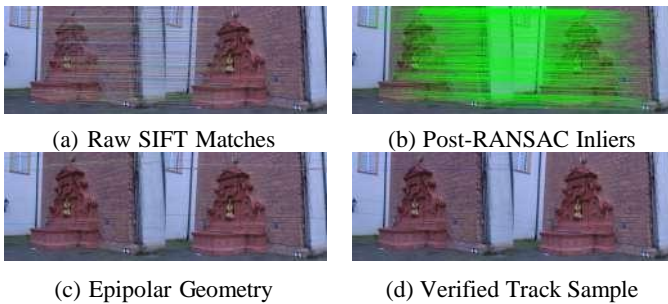 (a) Raw SIFT Matches
(b) Post-RANSAC Inliers
(c) Epipolar Geometry
(d) Verified Track Sample